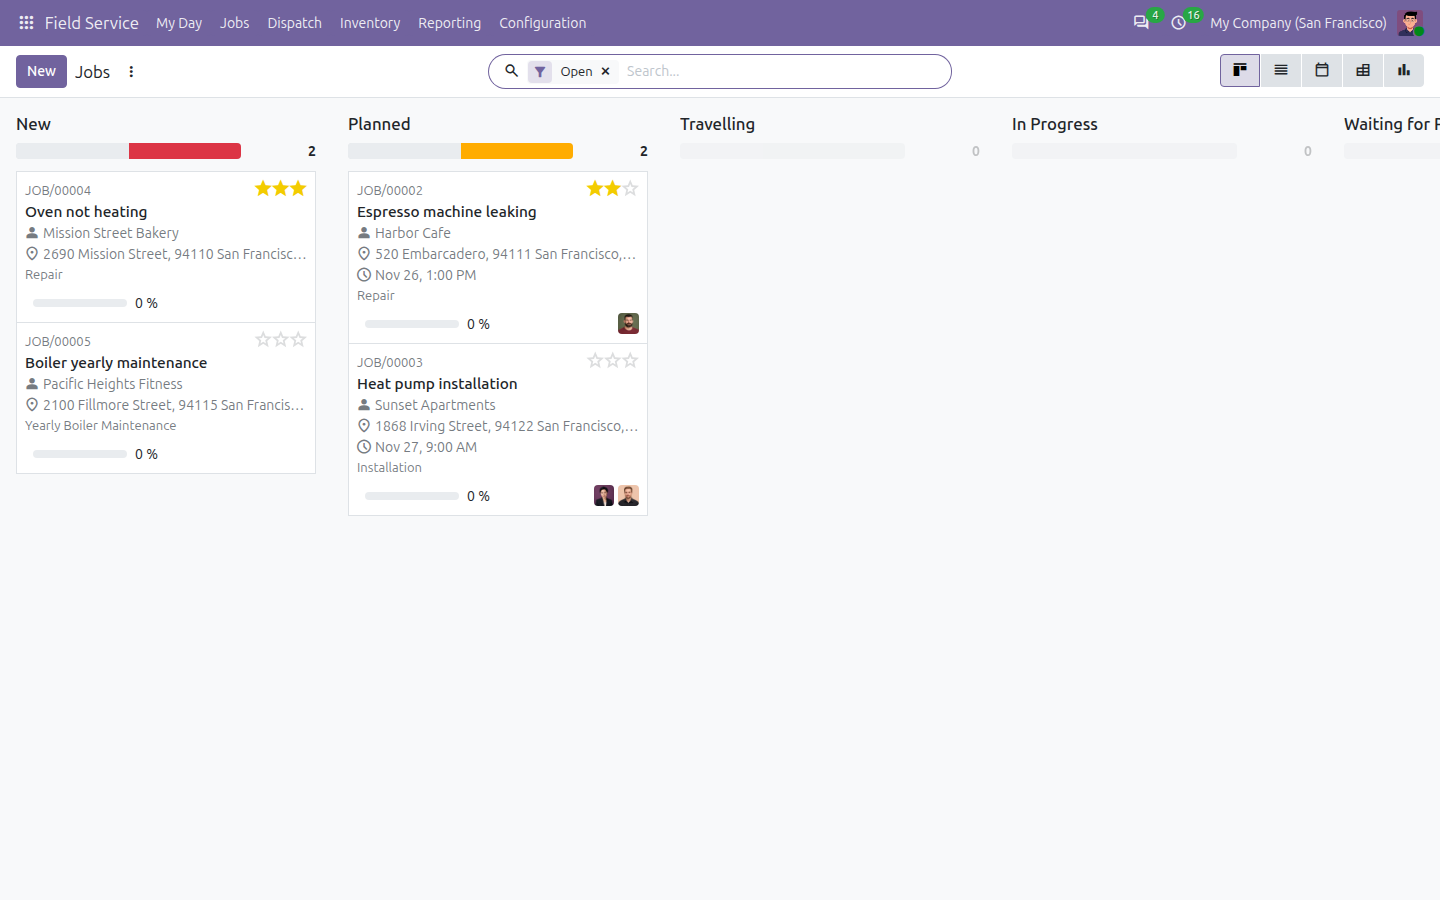 Field Service
My Day
Jobs
Dispatch
Inventory
Reporting
Configuration
4
16
My Company (San Francisco)
New
Jobs
Open
Search...
New
2
JOB/00004
Oven not heating
Mission Street Bakery
2690 Mission Street, 94110 San Francisc...
Repair
0 %
JOB/00005
Boiler yearly maintenance
Pacific Heights Fitness
2100 Fillmore Street, 94115 San Francis...
Yearly Boiler Maintenance
0 %
Planned
2
JOB/00002
Espresso machine leaking
Harbor Cafe
520 Embarcadero, 94111 San Francisco,...
Nov 26, 1:00 PM
Repair
0 %
JOB/00003
Heat pump installation
Sunset Apartments
1868 Irving Street, 94122 San Francisco,...
Nov 27, 9:00 AM
Installation
0 %
Travelling
0
In Progress
0
Waiting for